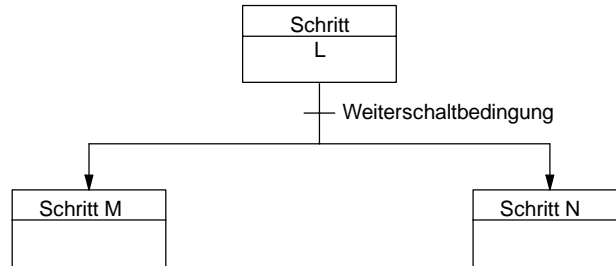 Schritt
L
Weiterschaltbedingung
Schritt M
Schritt N